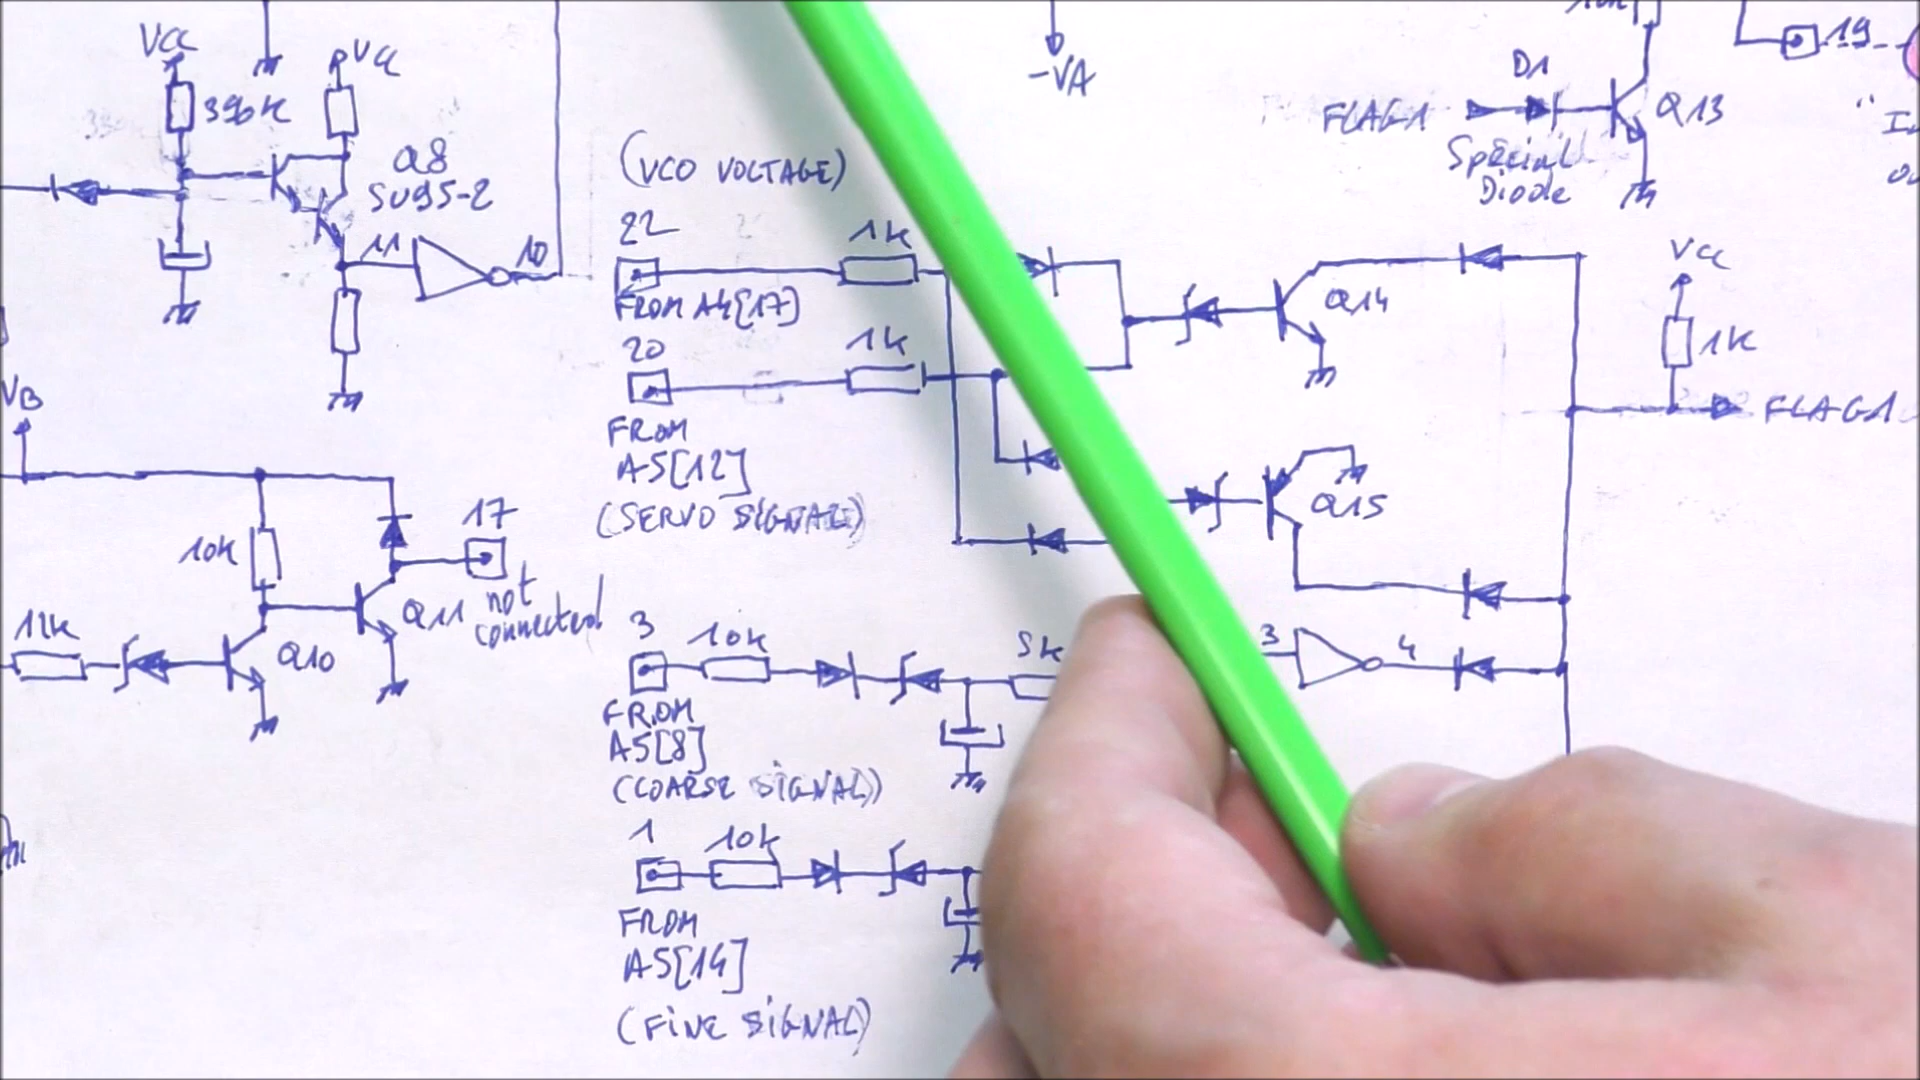 VCC
390K
VCC
Q8
SU95-2
11
10
VB
10K
17
not
connected
Q11
12K
Q10
-VA
(VCO VOLTAGE)
22
1K
FROM A4[17]
20
1K
FROM
A5[12]
(SERVO SIGNAL)
Q14
Q15
3
10K
5K
3
4
FROM
A5[8]
(COARSE SIGNAL)
1
10K
FROM
A5[14]
(FINE SIGNAL)
D1
FLAG1
Special
Diode
Q13
19
VCC
1K
FLAG1